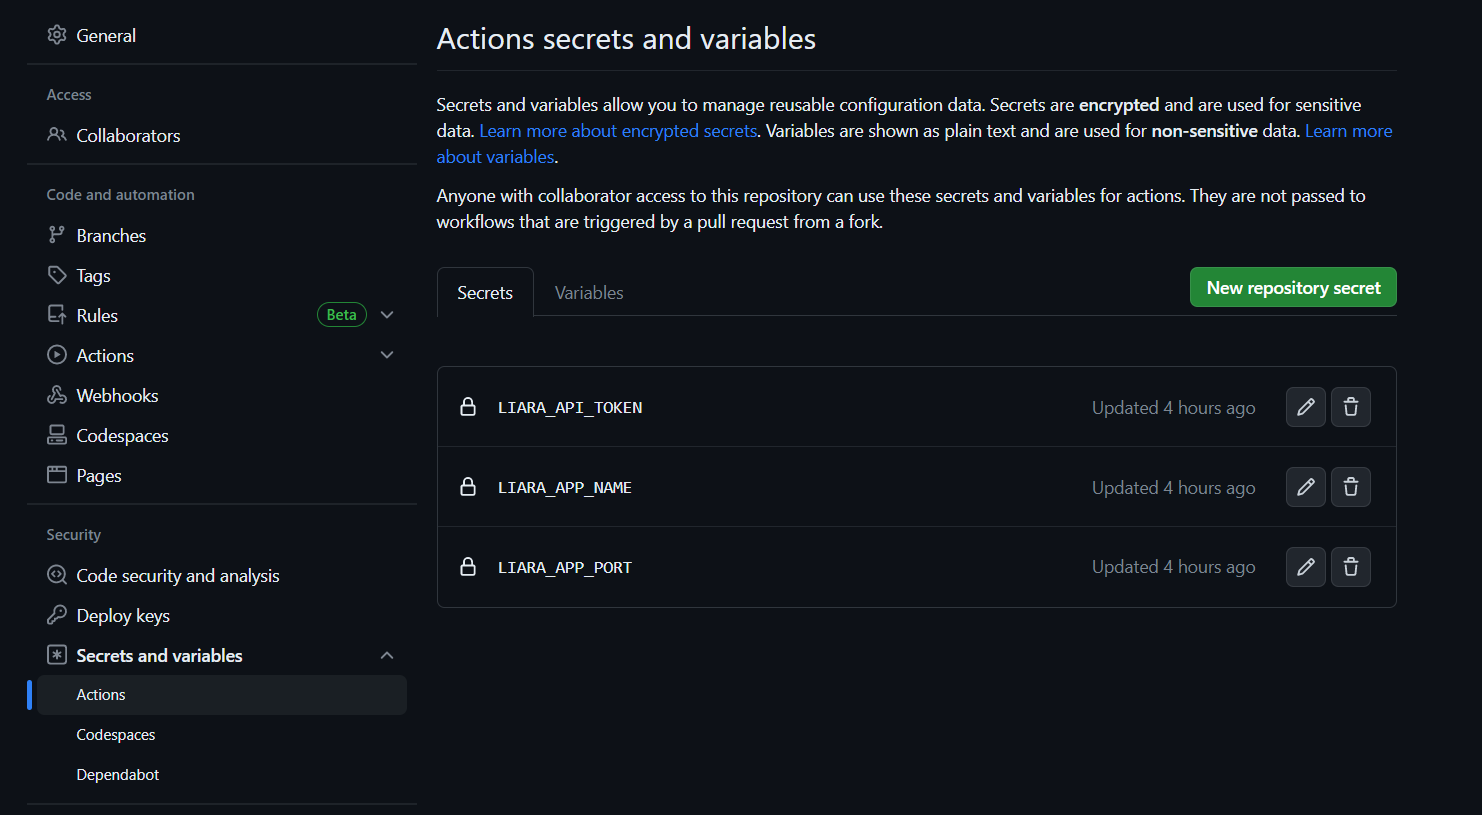 General
Access
Collaborators
Code and automation
Branches
Tags
Rules Beta
Actions
Webhooks
Codespaces
Pages
Security
Code security and analysis
Deploy keys
Secrets and variables
Actions
Codespaces
Dependabot
Actions secrets and variables
Secrets and variables allow you to manage reusable configuration data. Secrets are encrypted and are used for sensitive
data. Learn more about encrypted secrets. Variables are shown as plain text and are used for non-sensitive data. Learn more
about variables.
Anyone with collaborator access to this repository can use these secrets and variables for actions. They are not passed to
workflows that are triggered by a pull request from a fork.
Secrets Variables New repository secret
LIARA_API_TOKEN Updated 4 hours ago
LIARA_APP_NAME Updated 4 hours ago
LIARA_APP_PORT Updated 4 hours ago